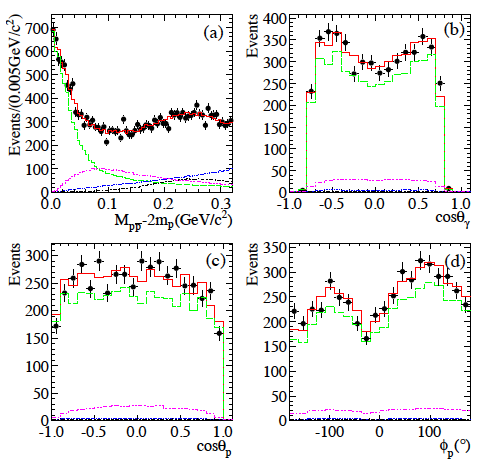 (a)
Events/(0.005GeV/c²)
700
600
500
400
300
200
100
0
0.0 0.1 0.2 0.3
M_pp̄-2m_p(GeV/c²)
(b)
Events
400
350
300
250
200
150
100
50
0
-1.0 -0.5 0.0 0.5 1.0
cosθ_γ
(c)
Events
300
250
200
150
100
50
0
-1.0 -0.5 0.0 0.5 1.0
cosθ_p
(d)
Events
350
300
250
200
150
100
50
0
-100 0 100
ϕ_p(°)